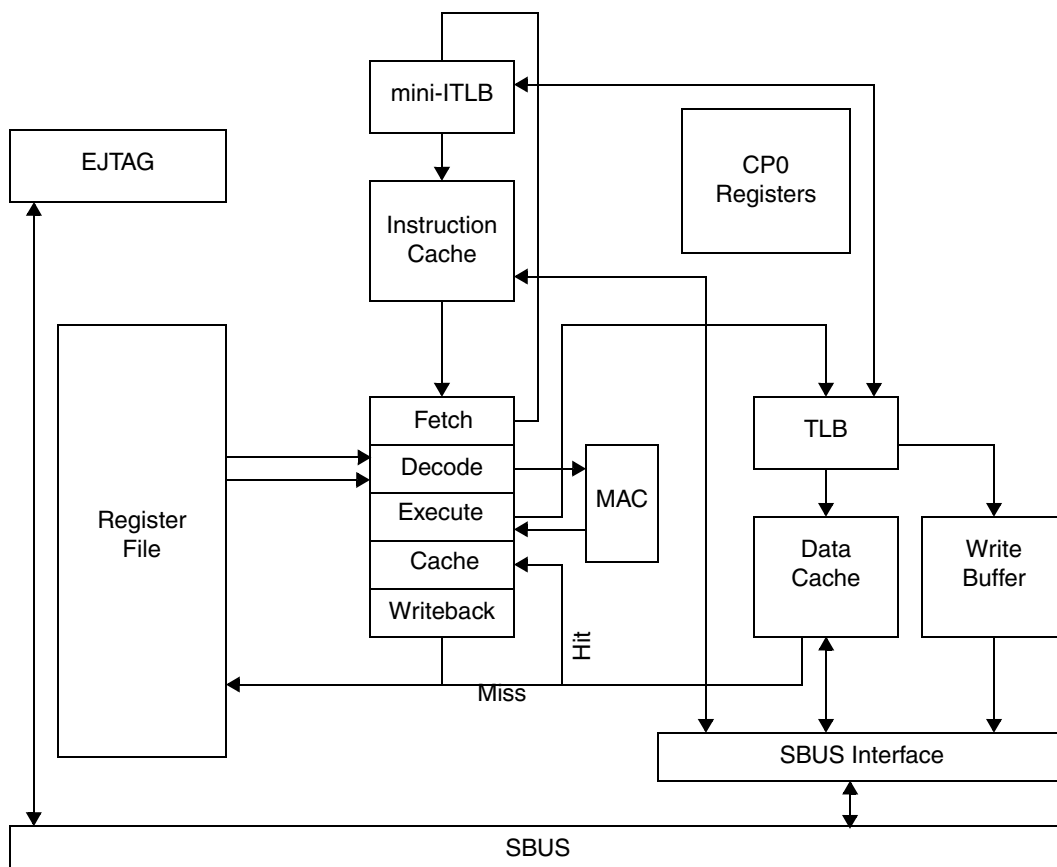 mini-ITLB
EJTAG
CP0
Registers
Instruction
Cache
Fetch
TLB
Decode
MAC
Execute
Register
File
Cache
Data
Cache
Write
Buffer
Writeback
Hit
Miss
SBUS Interface
SBUS